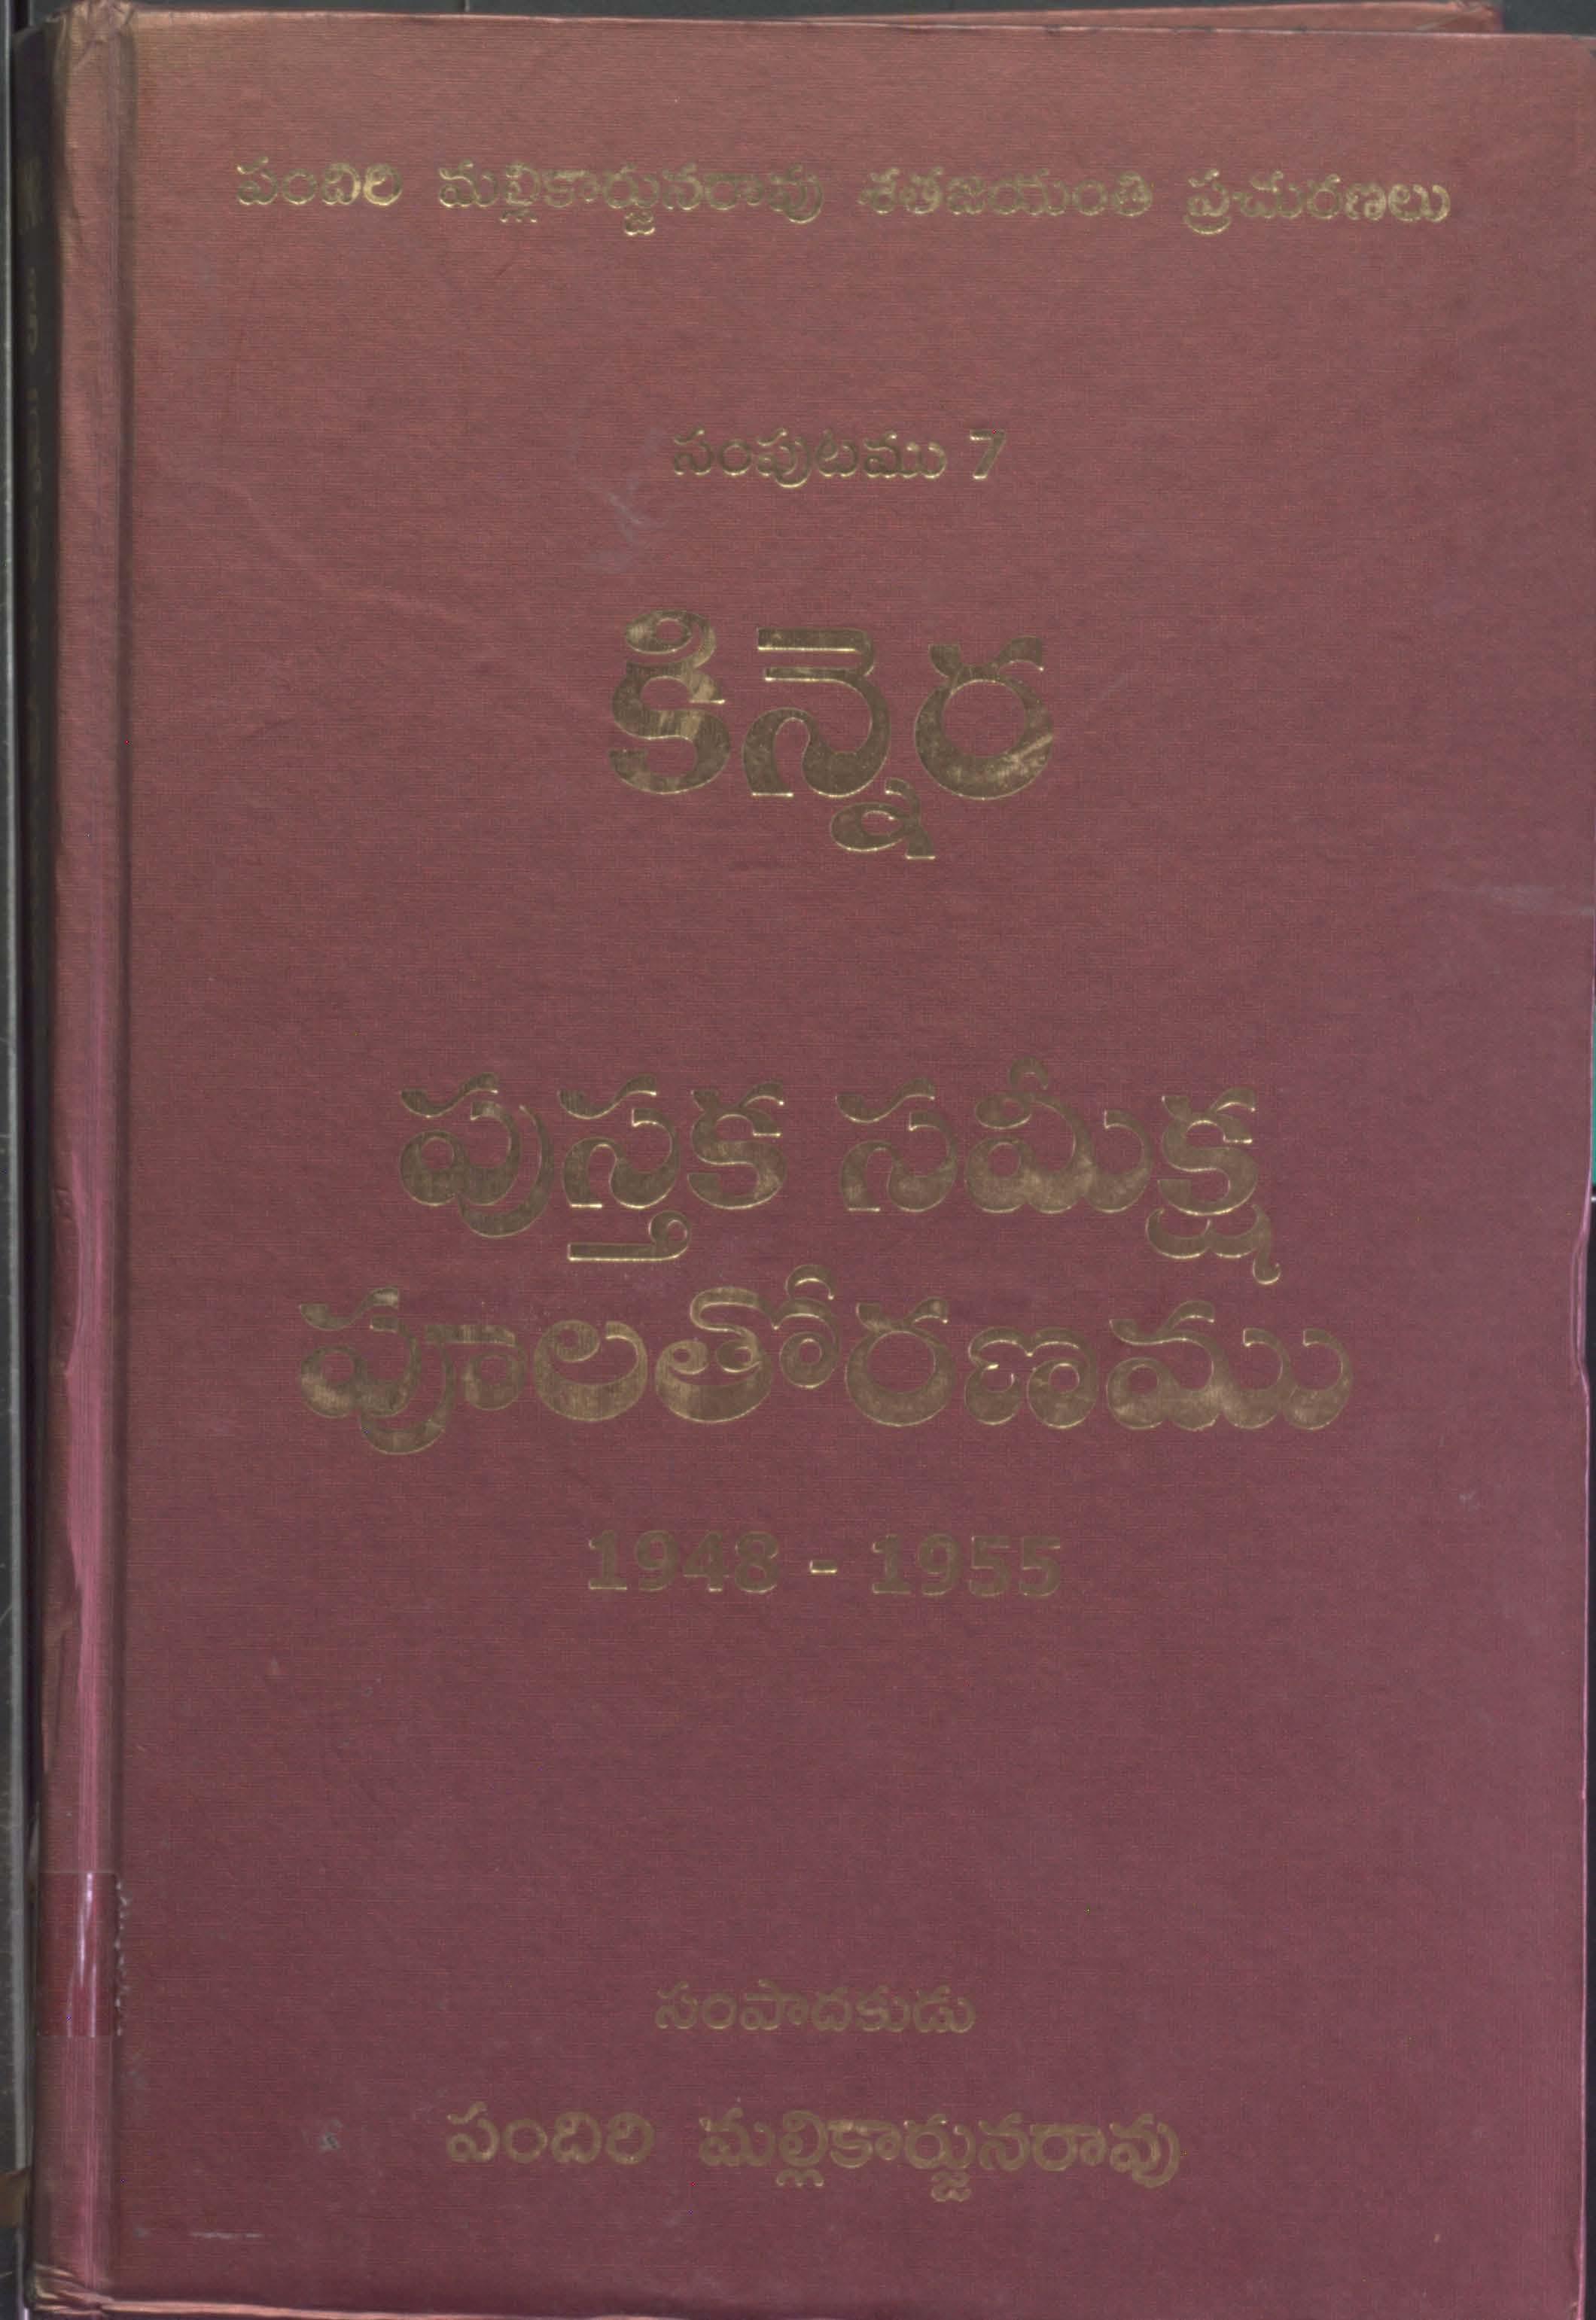 పందిరి మల్లికార్జునరావు శతజయంతి ప్రచురణలు
సంపుటము 7
కిన్నెర
పుస్తక సమీక్ష
పూలతోరణము
1948 - 1955
సంపాదకుడు
పందిరి మల్లికార్జునరావు